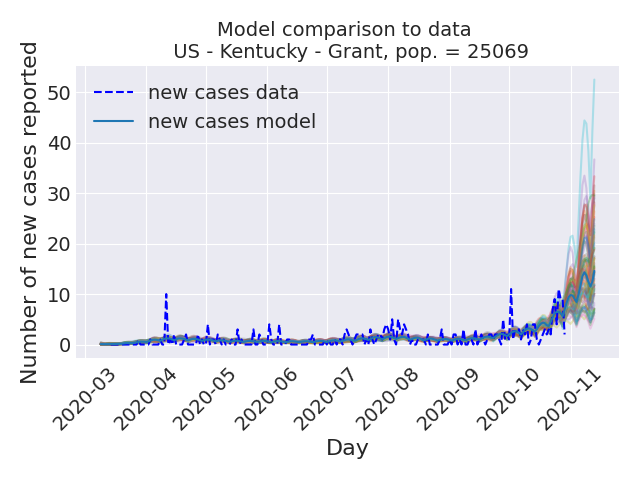 Model comparison to data
US - Kentucky - Grant, pop. = 25069
Number of new cases reported
50
40
30
20
10
0
new cases data
new cases model
2020-03
2020-04
2020-05
2020-06
2020-07
2020-08
2020-09
2020-10
2020-11
Day